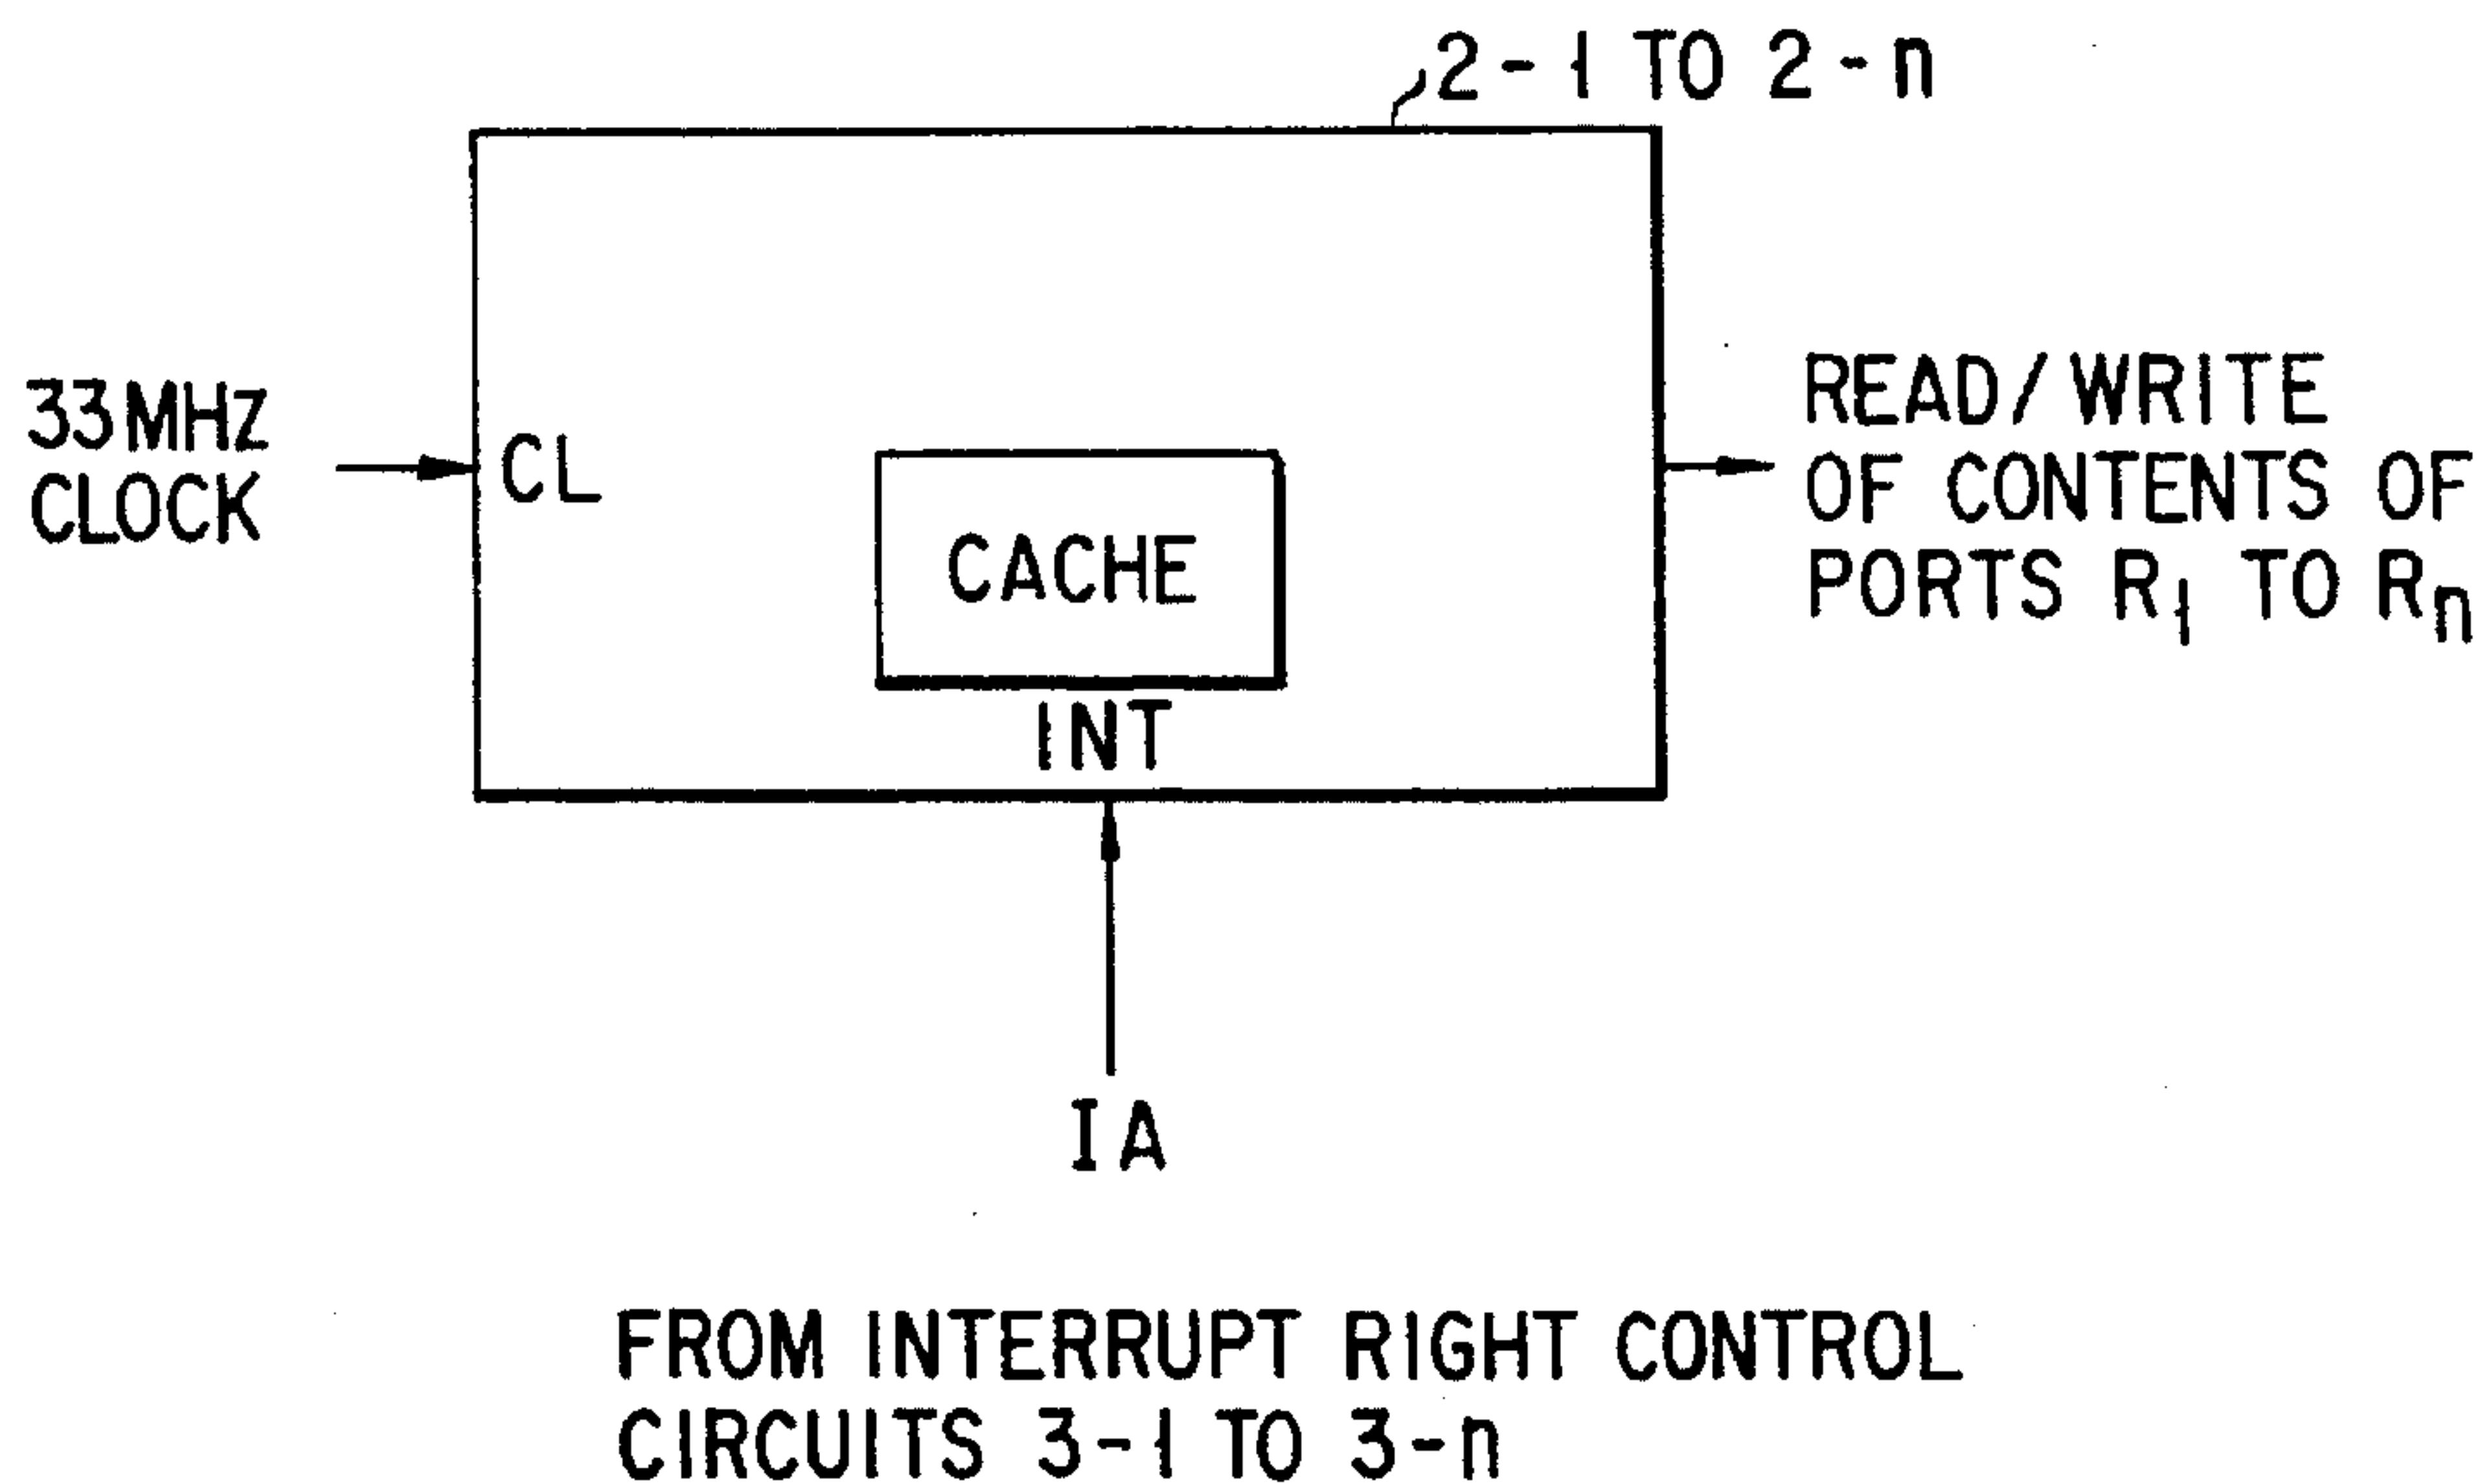 2-1 TO 2-n
33MHZ
CLOCK
CL
CACHE
INT
READ/WRITE
OF CONTENTS OF
PORTS R₁ TO Rₙ
IA
FROM INTERRUPT RIGHT CONTROL
CIRCUITS 3-1 TO 3-n